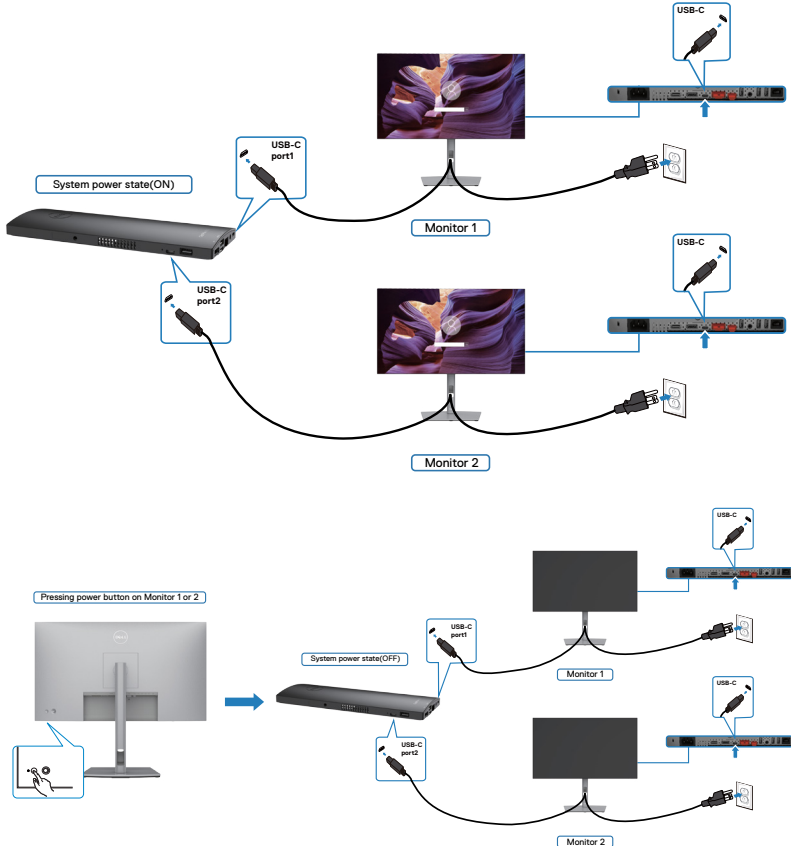 USB-C
USB-C
port1
System power state(ON)
Monitor 1
USB-C
USB-C
port2
Monitor 2
USB-C
Pressing power button on Monitor 1 or 2
USB-C
port1
System power state(OFF)
Monitor 1
USB-C
USB-C
port2
Monitor 2